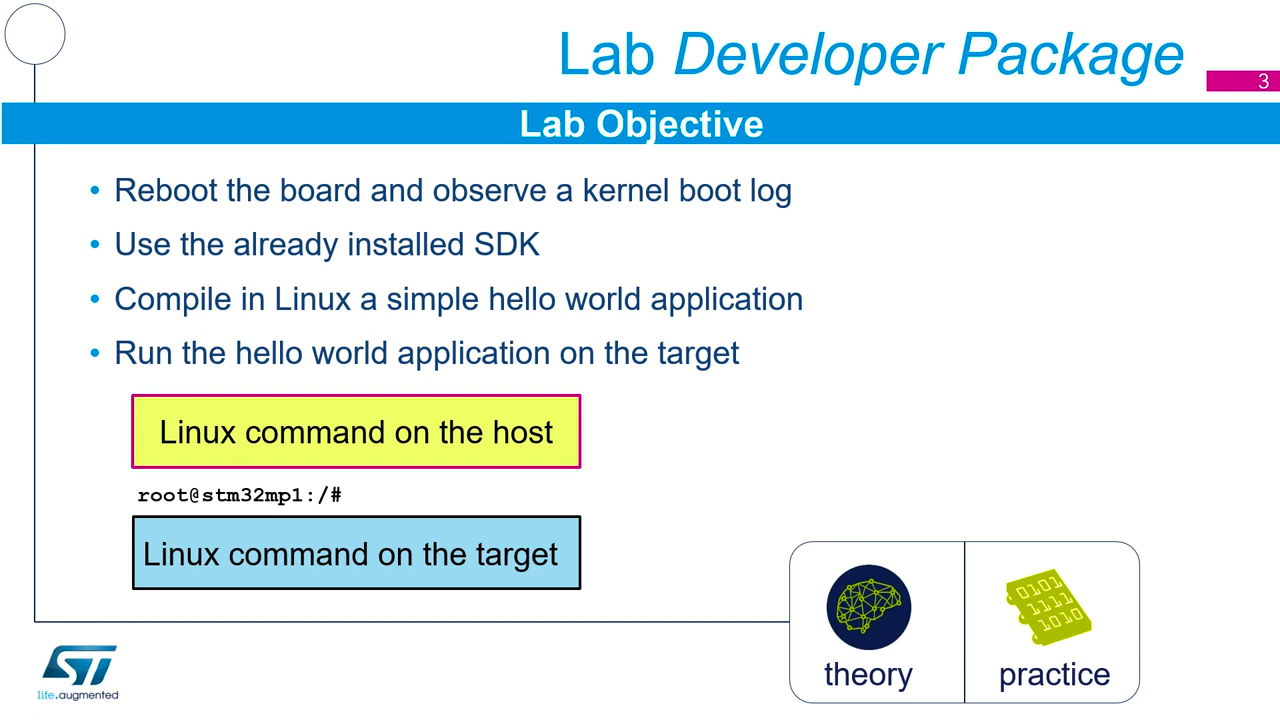 Lab Developer Package
3
Lab Objective
• Reboot the board and observe a kernel boot log
• Use the already installed SDK
• Compile in Linux a simple hello world application
• Run the hello world application on the target
Linux command on the host
root@stm32mp1:/#
Linux command on the target
0101
1111
1010
theory
practice
ST
life.augmented